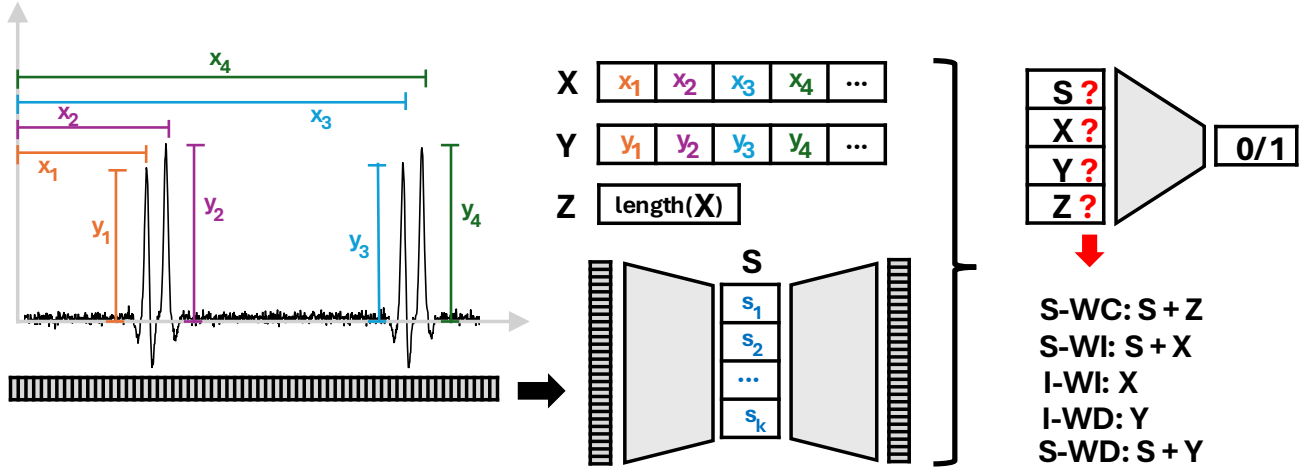 x4
x3
x2
x1
y1
y2
y3
y4
X x1 x2 x3 x4 ...
Y y1 y2 y3 y4 ...
Z length(X)
S
s1
s2
...
sk
S ?
X ?
Y ?
Z ?
0/1
S-WC: S + Z
S-WI: S + X
I-WI: X
I-WD: Y
S-WD: S + Y